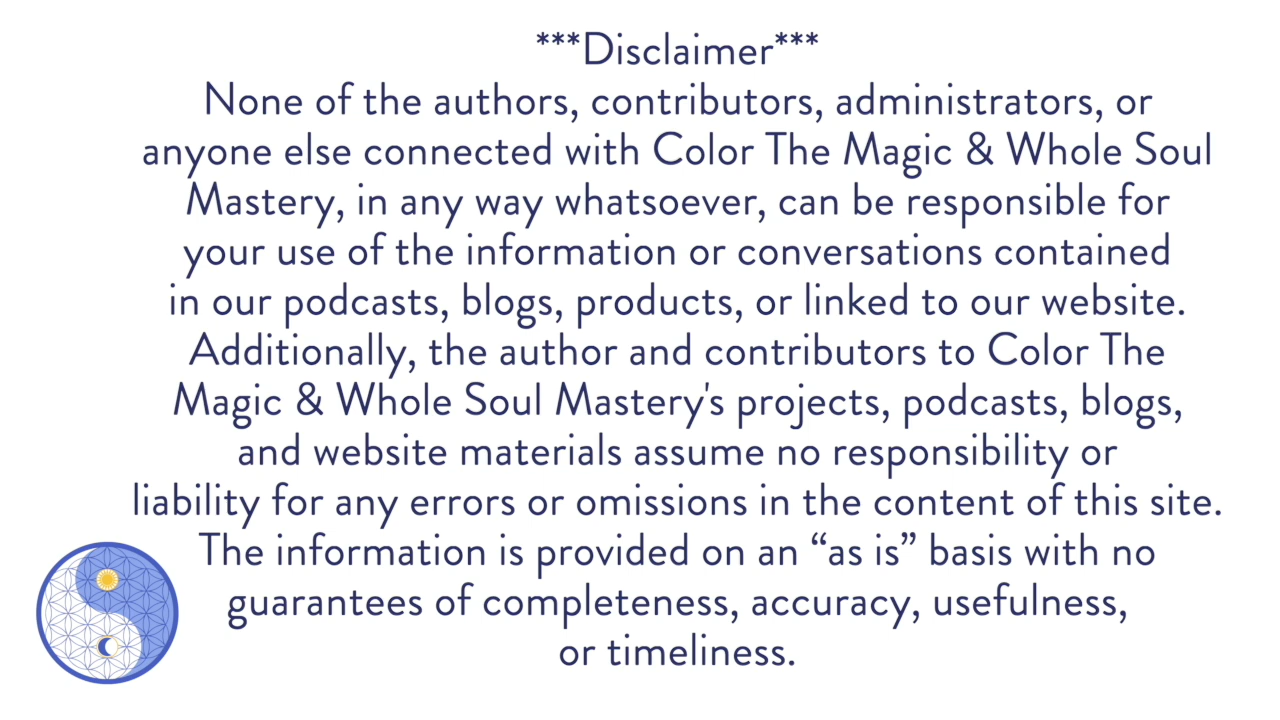 ***Disclaimer***
None of the authors, contributors, administrators, or
anyone else connected with Color The Magic & Whole Soul
Mastery, in any way whatsoever, can be responsible for
your use of the information or conversations contained
in our podcasts, blogs, products, or linked to our website.
Additionally, the author and contributors to Color The
Magic & Whole Soul Mastery's projects, podcasts, blogs,
and website materials assume no responsibility or
liability for any errors or omissions in the content of this site.
The information is provided on an “as is” basis with no
guarantees of completeness, accuracy, usefulness,
or timeliness.